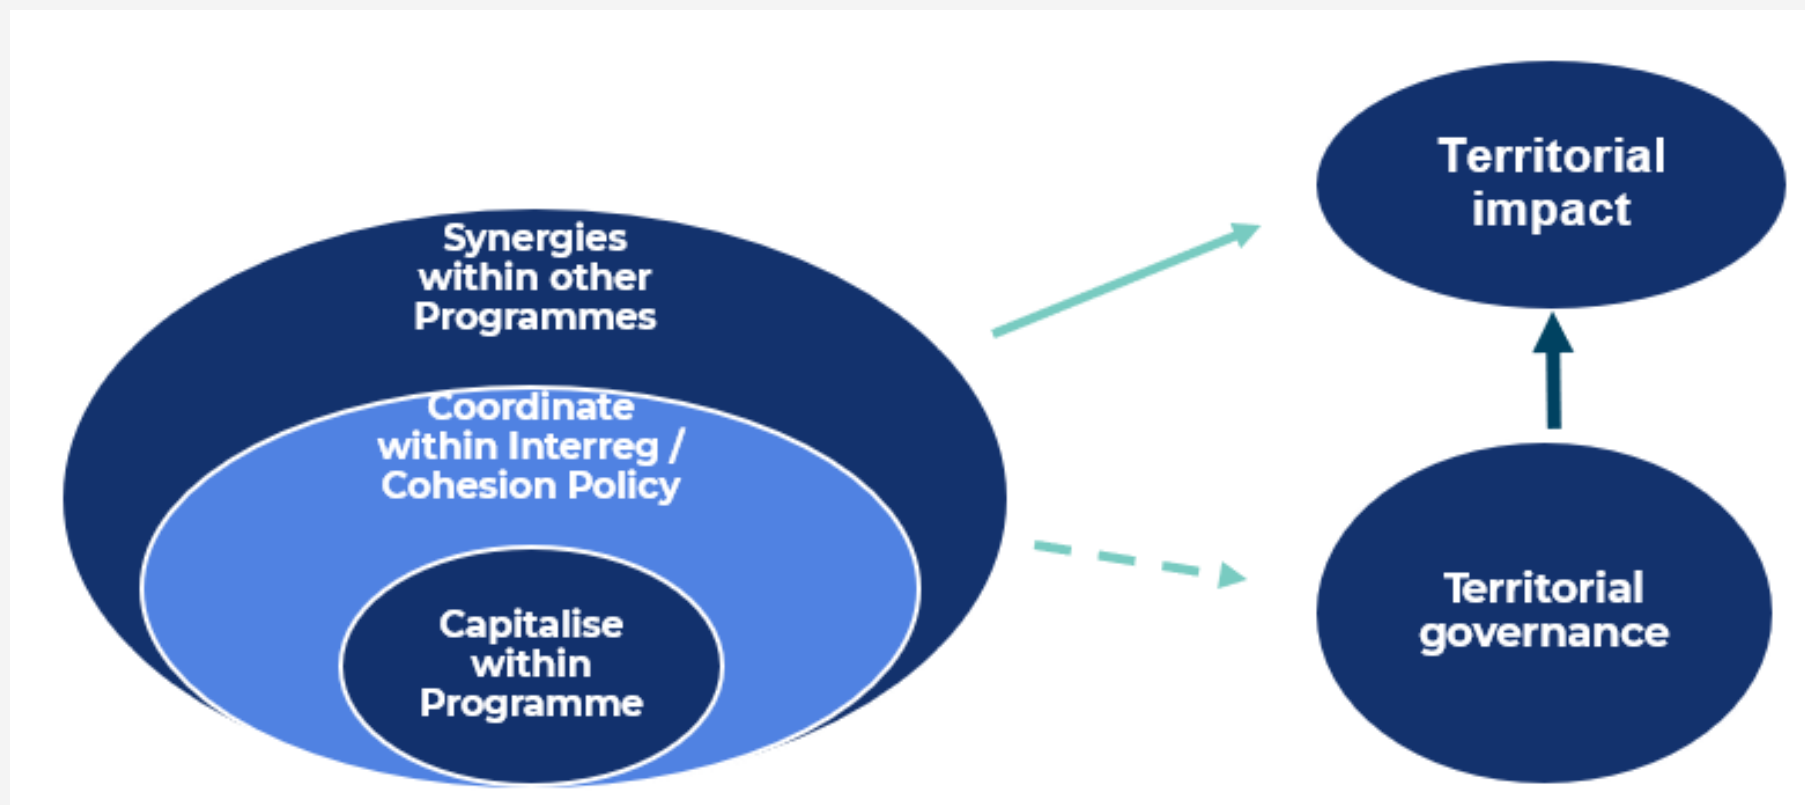 Synergies
within other
Programmes
Coordinate
within Interreg /
Cohesion Policy
Capitalise
within
Programme
Territorial
impact
Territorial
governance